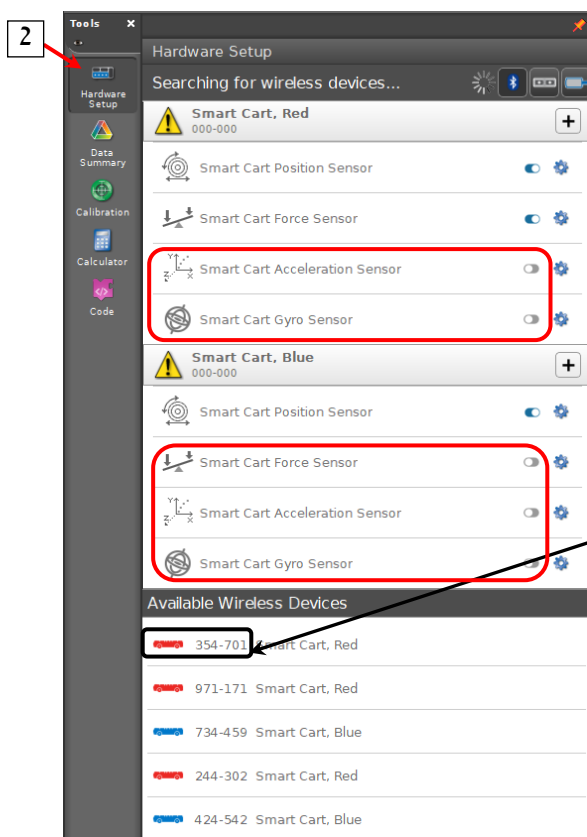 Tools ×
2
Hardware Setup
Searching for wireless devices...
Hardware
Setup
Data
Summary
Calibration
Calculator
</>
Code
Smart Cart, Red
000-000
+
Smart Cart Position Sensor
Smart Cart Force Sensor
Y
Z X
Smart Cart Acceleration Sensor
Smart Cart Gyro Sensor
Smart Cart, Blue
000-000
+
Smart Cart Position Sensor
Smart Cart Force Sensor
Y
Z X
Smart Cart Acceleration Sensor
Smart Cart Gyro Sensor
Available Wireless Devices
354-701 Smart Cart, Red
971-171 Smart Cart, Red
734-459 Smart Cart, Blue
244-302 Smart Cart, Red
424-542 Smart Cart, Blue